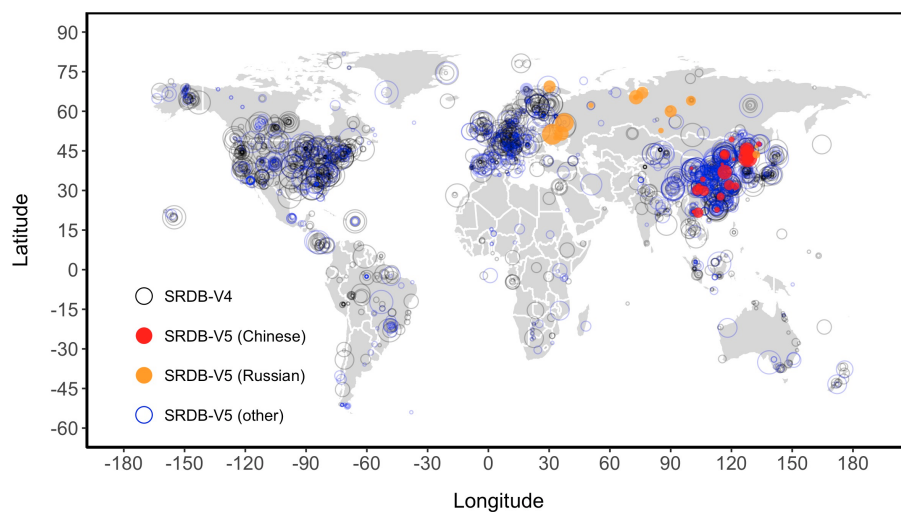 90
75
60
45
30
15
0
-15
-30
-45
-60
Latitude
SRDB-V4
SRDB-V5 (Chinese)
SRDB-V5 (Russian)
SRDB-V5 (other)
-180 -150 -120 -90 -60 -30 0 30 60 90 120 150 180
Longitude